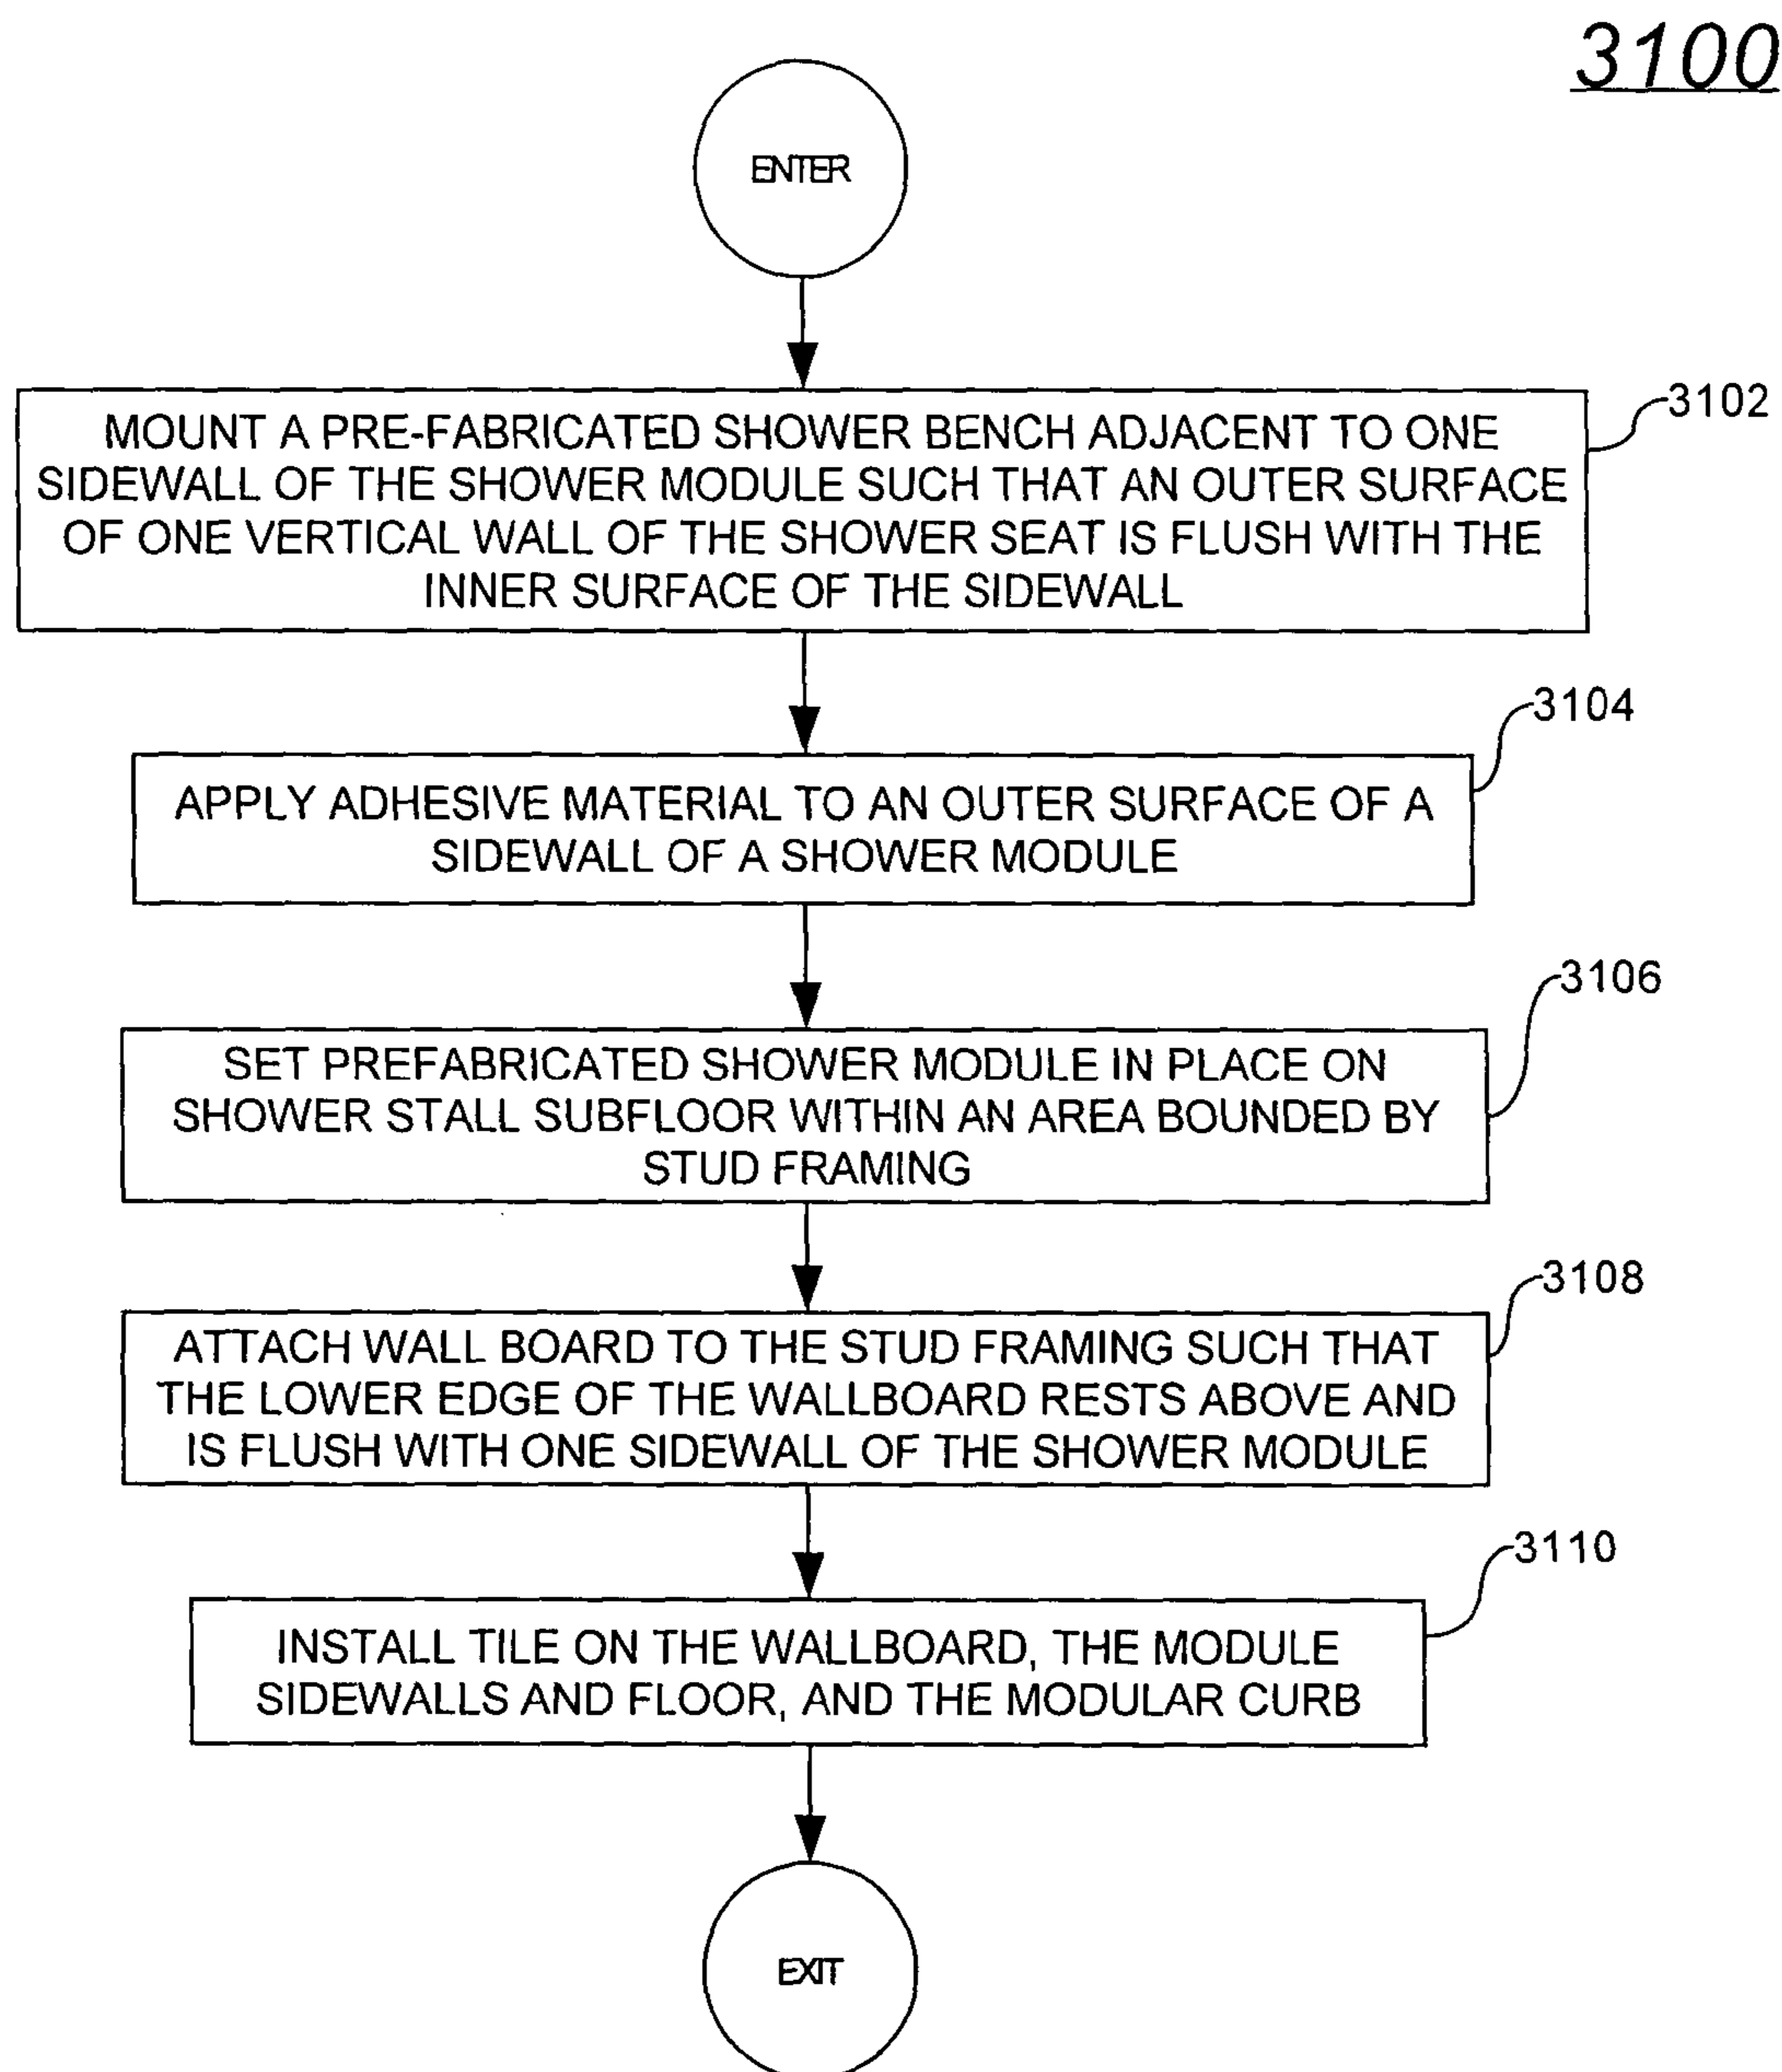 3100
ENTER
3102
MOUNT A PRE-FABRICATED SHOWER BENCH ADJACENT TO ONE
SIDEWALL OF THE SHOWER MODULE SUCH THAT AN OUTER SURFACE
OF ONE VERTICAL WALL OF THE SHOWER SEAT IS FLUSH WITH THE
INNER SURFACE OF THE SIDEWALL
3104
APPLY ADHESIVE MATERIAL TO AN OUTER SURFACE OF A
SIDEWALL OF A SHOWER MODULE
3106
SET PREFABRICATED SHOWER MODULE IN PLACE ON
SHOWER STALL SUBFLOOR WITHIN AN AREA BOUNDED BY
STUD FRAMING
3108
ATTACH WALL BOARD TO THE STUD FRAMING SUCH THAT
THE LOWER EDGE OF THE WALLBOARD RESTS ABOVE AND
IS FLUSH WITH ONE SIDEWALL OF THE SHOWER MODULE
3110
INSTALL TILE ON THE WALLBOARD, THE MODULE
SIDEWALLS AND FLOOR, AND THE MODULAR CURB
EXIT